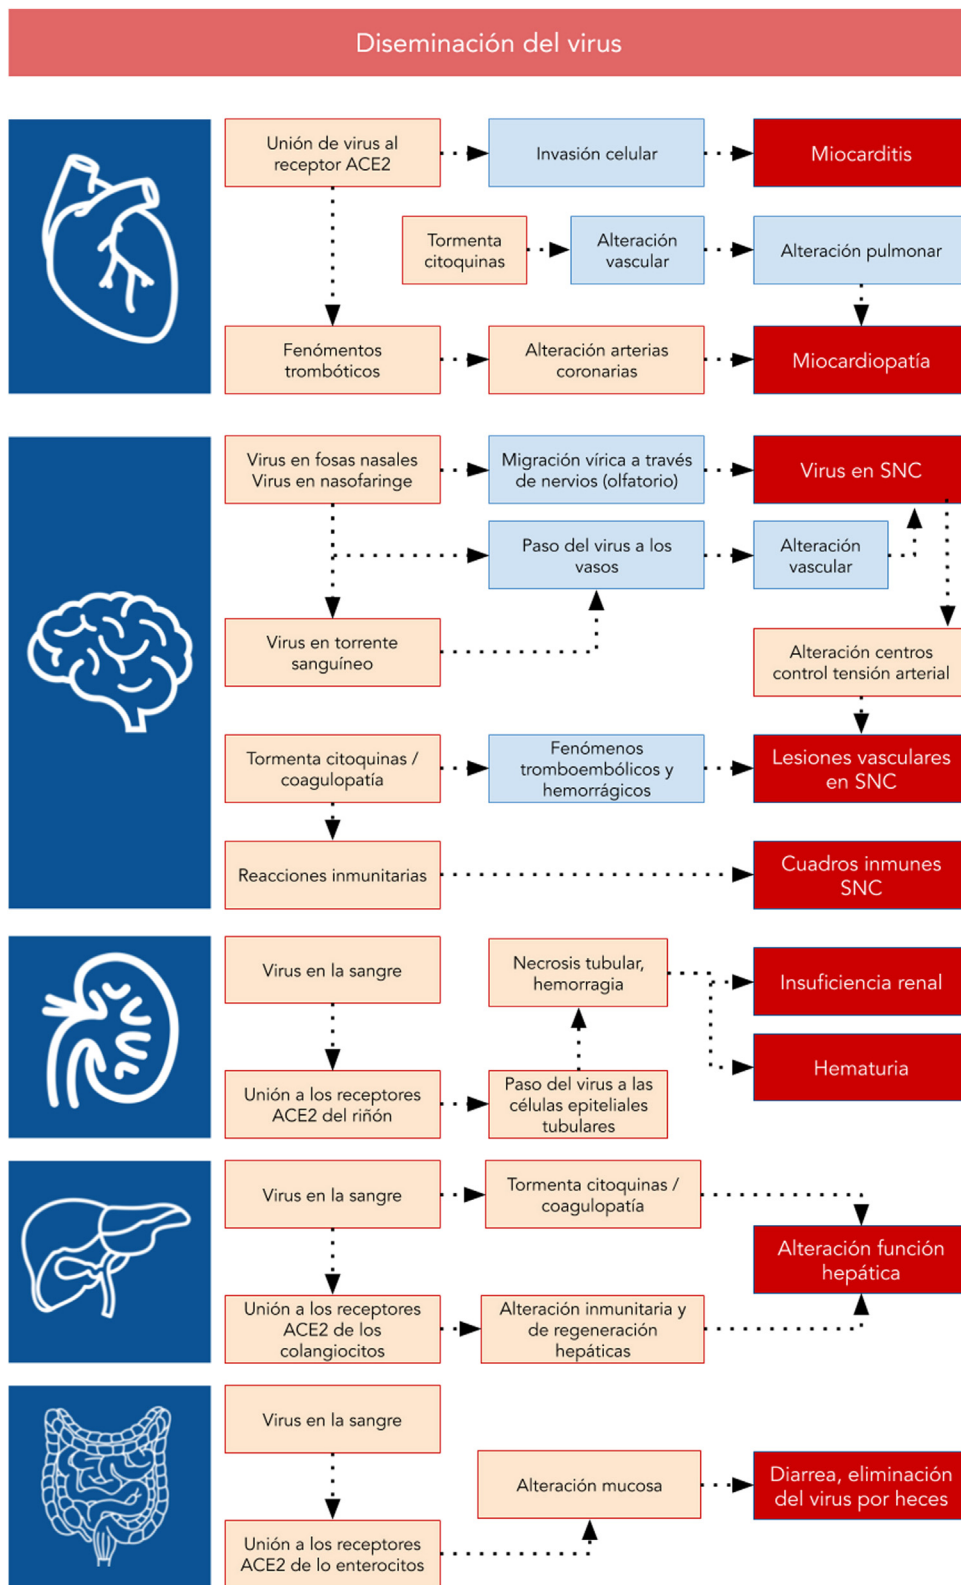 Diseminación del virus
Unión de virus al
receptor ACE2
Invasión celular
Miocarditis
Tormenta
citoquinas
Alteración
vascular
Alteración pulmonar
Fenómentos
trombóticos
Alteración arterias
coronarias
Miocardiopatía
Virus en fosas nasales
Virus en nasofaringe
Migración vírica a través
de nervios (olfatorio)
Virus en SNC
Paso del virus a los
vasos
Alteración
vascular
Virus en torrente
sanguíneo
Alteración centros
control tensión arterial
Tormenta citoquinas /
coagulopatía
Fenómenos
tromboembólicos y
hemorrágicos
Lesiones vasculares
en SNC
Reacciones inmunitarias
Cuadros inmunes
SNC
Virus en la sangre
Necrosis tubular,
hemorragia
Insuficiencia renal
Hematuria
Unión a los receptores
ACE2 del riñón
Paso del virus a las
células epiteliales
tubulares
Virus en la sangre
Tormenta citoquinas /
coagulopatía
Alteración función
hepática
Unión a los receptores
ACE2 de los
colangiocitos
Alteración inmunitaria y
de regeneración
hepáticas
Virus en la sangre
Alteración mucosa
Diarrea, eliminación
del virus por heces
Unión a los receptores
ACE2 de lo enterocitos